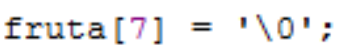 fruta[7] = '\0';